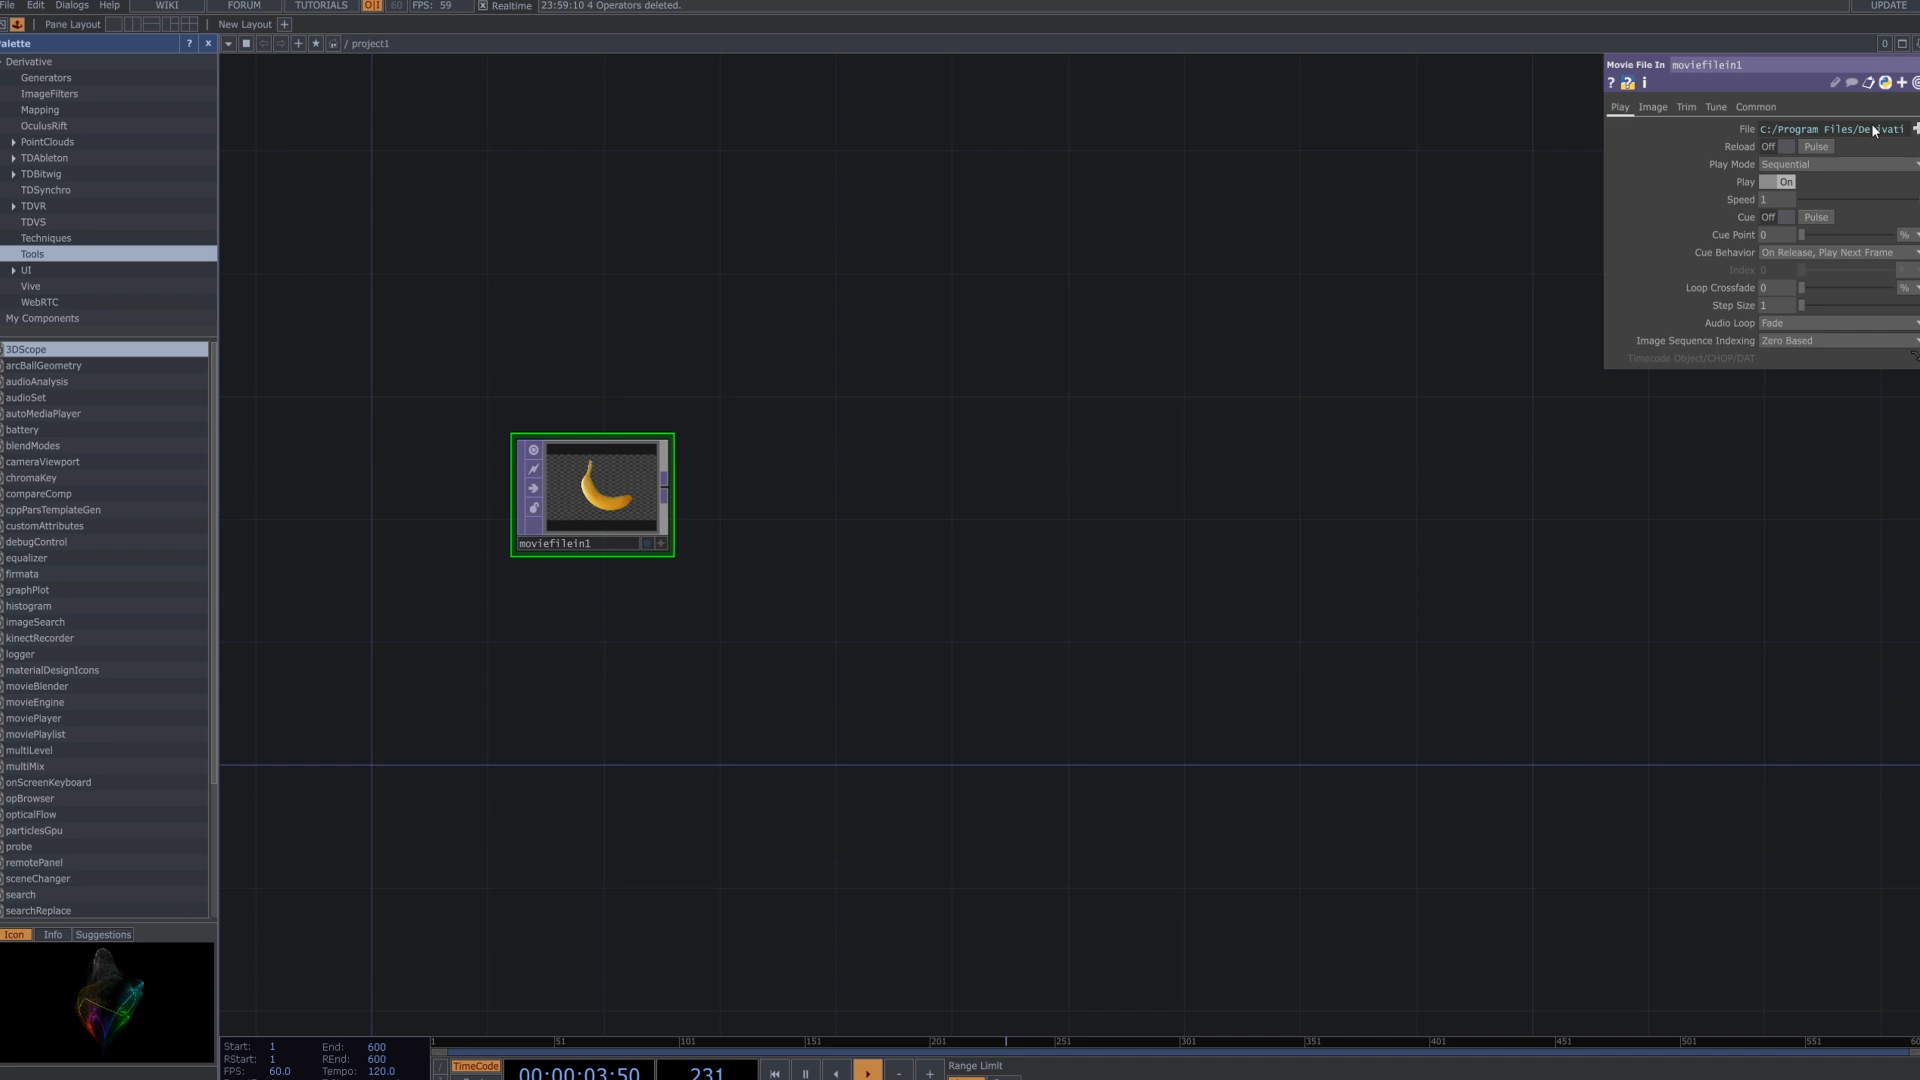 File Edit Dialogs Help WIKI FORUM TUTORIALS O|I 60 FPS: 59 Realtime 23:59:10 4 Operators deleted. UPDATE
Pane Layout New Layout +
Palette ? x / project1 0
Derivative
Generators
ImageFilters
Mapping
OculusRift
PointClouds
TDAbleton
TDBitwig
TDSynchro
TDVR
TDVS
Techniques
Tools
UI
Vive
WebRTC
My Components
3DScope
arcBallGeometry
audioAnalysis
audioSet
autoMediaPlayer
battery
blendModes
cameraViewport
chromaKey
compareComp
cppParsTemplateGen
customAttributes
debugControl
equalizer
firmata
graphPlot
histogram
imageSearch
kinectRecorder
logger
materialDesignIcons
movieBlender
movieEngine
moviePlayer
moviePlaylist
multiLevel
multiMix
onScreenKeyboard
opBrowser
opticalFlow
particlesGpu
probe
remotePanel
sceneChanger
search
searchReplace
Icon Info Suggestions
moviefilein1
Movie File In moviefilein1
? ? i
Play Image Trim Tune Common
File C:/Program Files/Derivati
Reload Off Pulse
Play Mode Sequential
Play On
Speed 1
Cue Off Pulse
Cue Point 0 %
Cue Behavior On Release, Play Next Frame
Index 0
Loop Crossfade 0 %
Step Size 1
Audio Loop Fade
Image Sequence Indexing Zero Based
Timecode Object/CHOP/DAT
1 51 101 151 201 251 301 351 401 451 501 551 60
Start: 1 End: 600
RStart: 1 REnd: 600
FPS: 60.0 Tempo: 120.0
TimeCode 00:00:03:50 231 - +
Range Limit